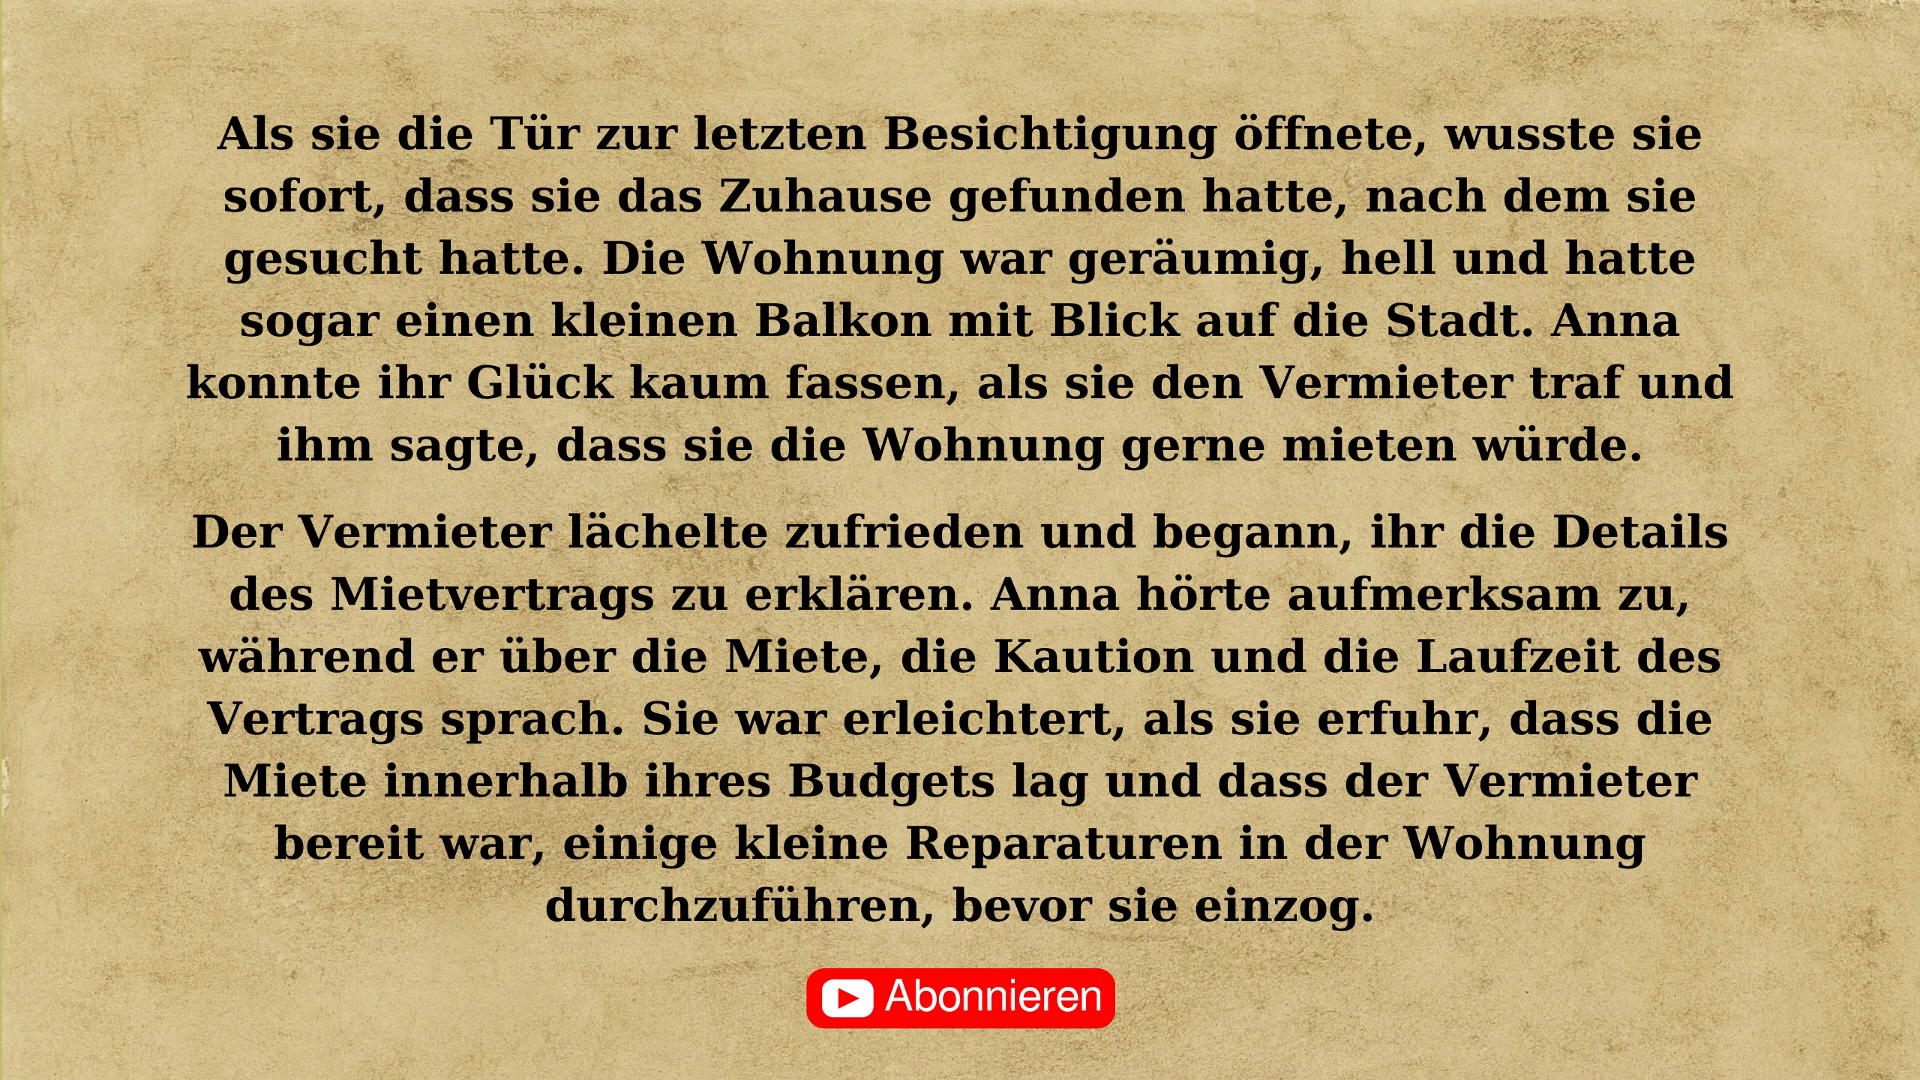 Als sie die Tür zur letzten Besichtigung öffnete, wusste sie
sofort, dass sie das Zuhause gefunden hatte, nach dem sie
gesucht hatte. Die Wohnung war geräumig, hell und hatte
sogar einen kleinen Balkon mit Blick auf die Stadt. Anna
konnte ihr Glück kaum fassen, als sie den Vermieter traf und
ihm sagte, dass sie die Wohnung gerne mieten würde.
Der Vermieter lächelte zufrieden und begann, ihr die Details
des Mietvertrags zu erklären. Anna hörte aufmerksam zu,
während er über die Miete, die Kaution und die Laufzeit des
Vertrags sprach. Sie war erleichtert, als sie erfuhr, dass die
Miete innerhalb ihres Budgets lag und dass der Vermieter
bereit war, einige kleine Reparaturen in der Wohnung
durchzuführen, bevor sie einzog.
Abonnieren